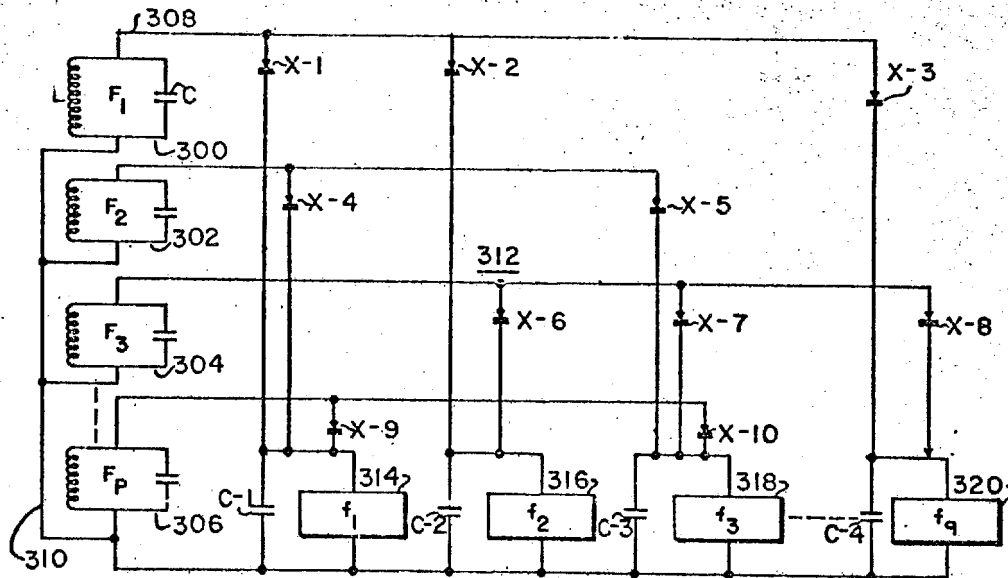 308
X-1
X-2
X-3
L
F1
C
300
F2
302
X-4
X-5
312
F3
304
X-6
X-7
X-8
X-9
X-10
Fp
306
310
C-1
314
f1
C-2
316
f2
C-3
318
f3
C-4
320
fq